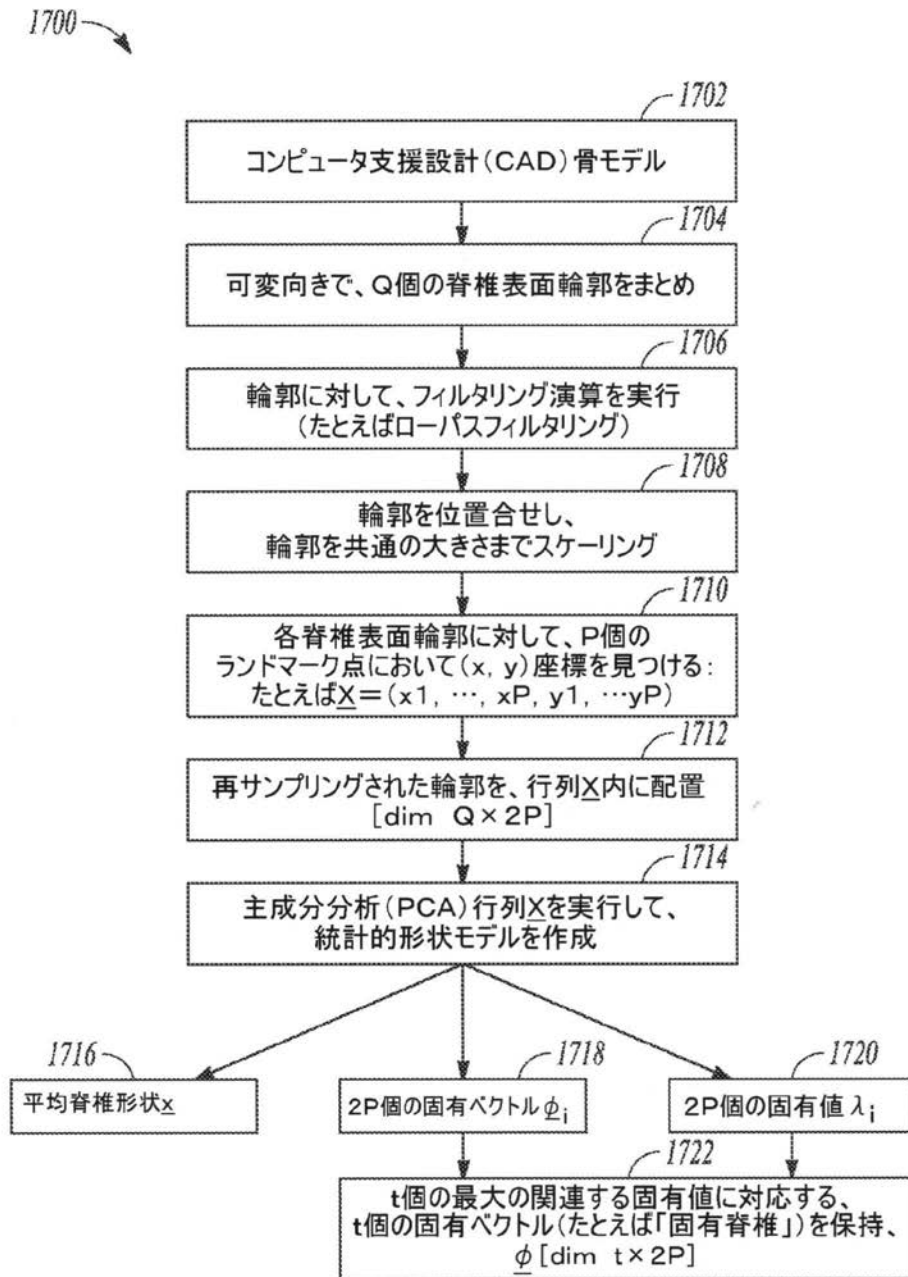 1700
1702
コンピュータ支援設計(CAD)骨モデル
1704
可変向きで、Q個の脊椎表面輪郭をまとめ
1706
輪郭に対して、フィルタリング演算を実行
(たとえばローパスフィルタリング)
1708
輪郭を位置合せし、
輪郭を共通の大きさまでスケーリング
1710
各脊椎表面輪郭に対して、P個の
ランドマーク点において(x, y)座標を見つける:
たとえばX=(x1, …, xP, y1, …yP)
1712
再サンプリングされた輪郭を、行列X内に配置
[dim Q×2P]
1714
主成分分析(PCA)行列Xを実行して、
統計的形状モデルを作成
1716
平均脊椎形状x
1718
2P個の固有ベクトルϕi
1720
2P個の固有値λi
1722
t個の最大の関連する固有値に対応する、
t個の固有ベクトル(たとえば「固有脊椎」)を保持、
ϕ[dim t×2P]